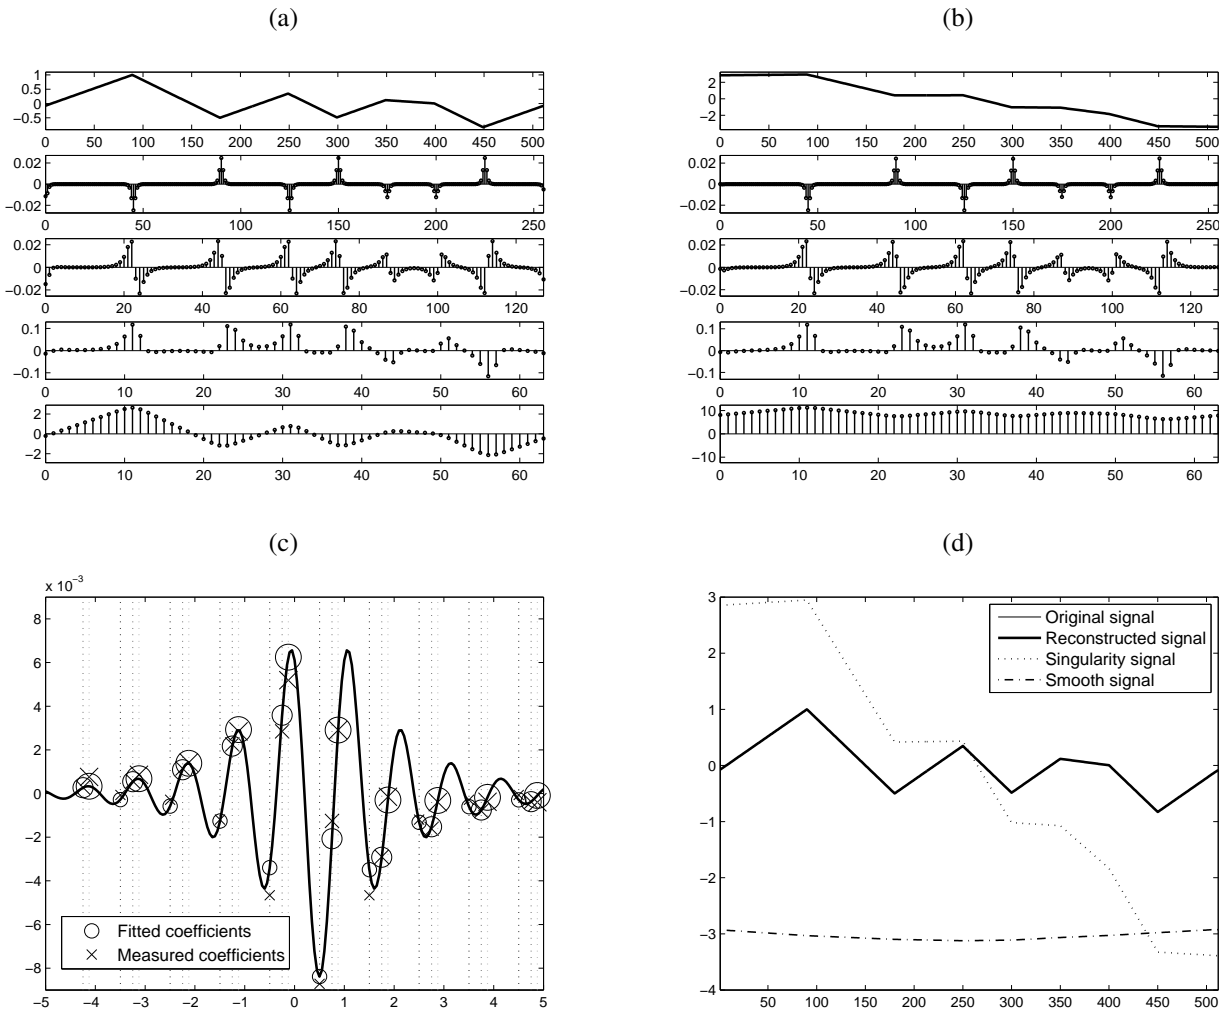 (a)
1
0.5
0
−0.5
0 50 100 150 200 250 300 350 400 450 500
0.02
0
−0.02
0 50 100 150 200 250
0.02
0
−0.02
0 20 40 60 80 100 120
0.1
0
−0.1
0 10 20 30 40 50 60
2
0
−2
0 10 20 30 40 50 60
(b)
2
0
−2
0 50 100 150 200 250 300 350 400 450 500
0.02
0
−0.02
0 50 100 150 200 250
0.02
0
−0.02
0 20 40 60 80 100 120
0.1
0
−0.1
0 10 20 30 40 50 60
10
0
−10
0 10 20 30 40 50 60
(c)
x 10⁻³
8
6
4
2
0
−2
−4
−6
−8
Fitted coefficients
Measured coefficients
−5 −4 −3 −2 −1 0 1 2 3 4 5
(d)
3
2
1
0
−1
−2
−3
−4
Original signal
Reconstructed signal
Singularity signal
Smooth signal
50 100 150 200 250 300 350 400 450 500